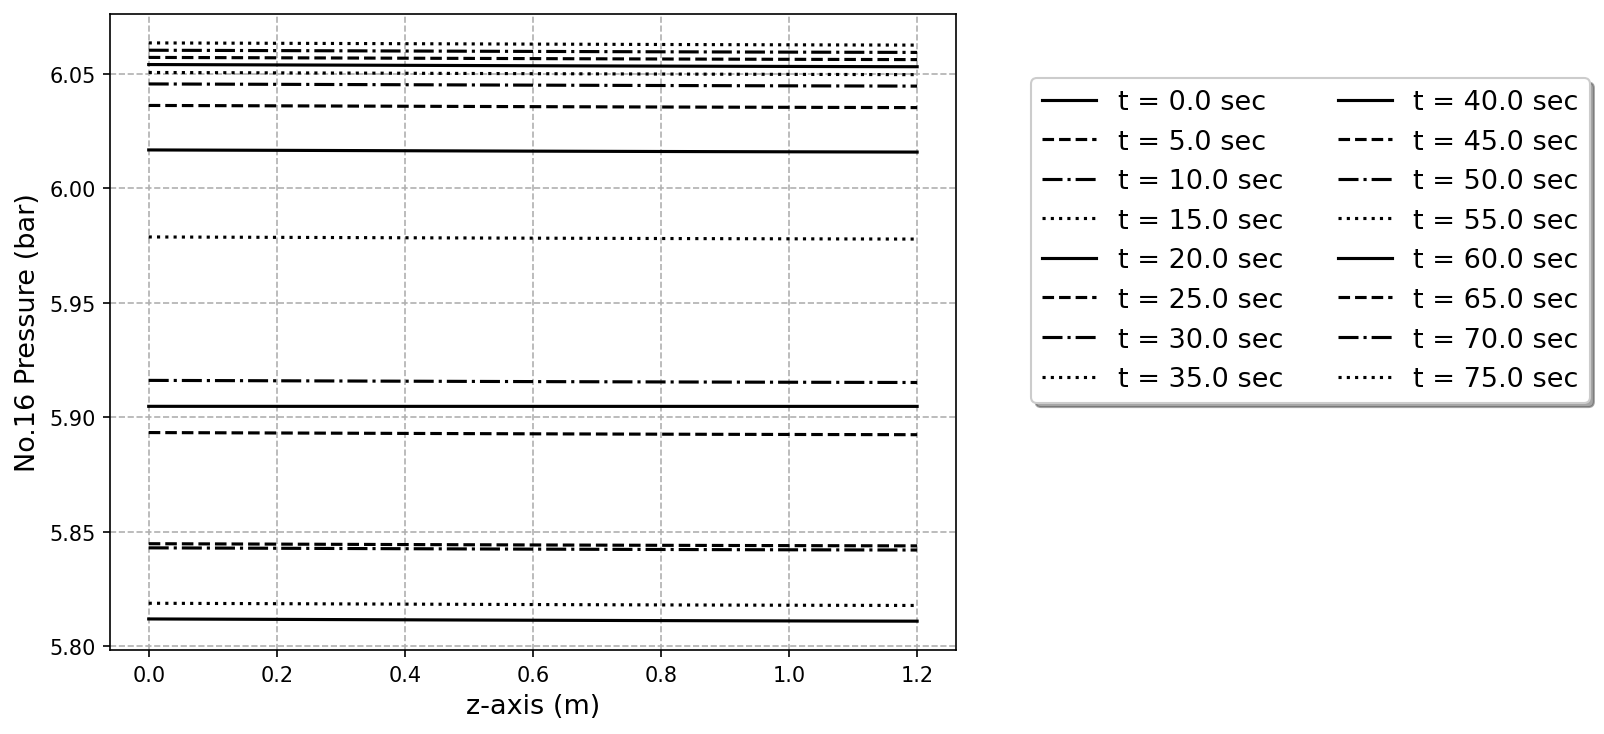 No.16 Pressure (bar)
6.05
6.00
5.95
5.90
5.85
5.80
0.0 0.2 0.4 0.6 0.8 1.0 1.2
z-axis (m)
t = 0.0 sec
t = 5.0 sec
t = 10.0 sec
t = 15.0 sec
t = 20.0 sec
t = 25.0 sec
t = 30.0 sec
t = 35.0 sec
t = 40.0 sec
t = 45.0 sec
t = 50.0 sec
t = 55.0 sec
t = 60.0 sec
t = 65.0 sec
t = 70.0 sec
t = 75.0 sec